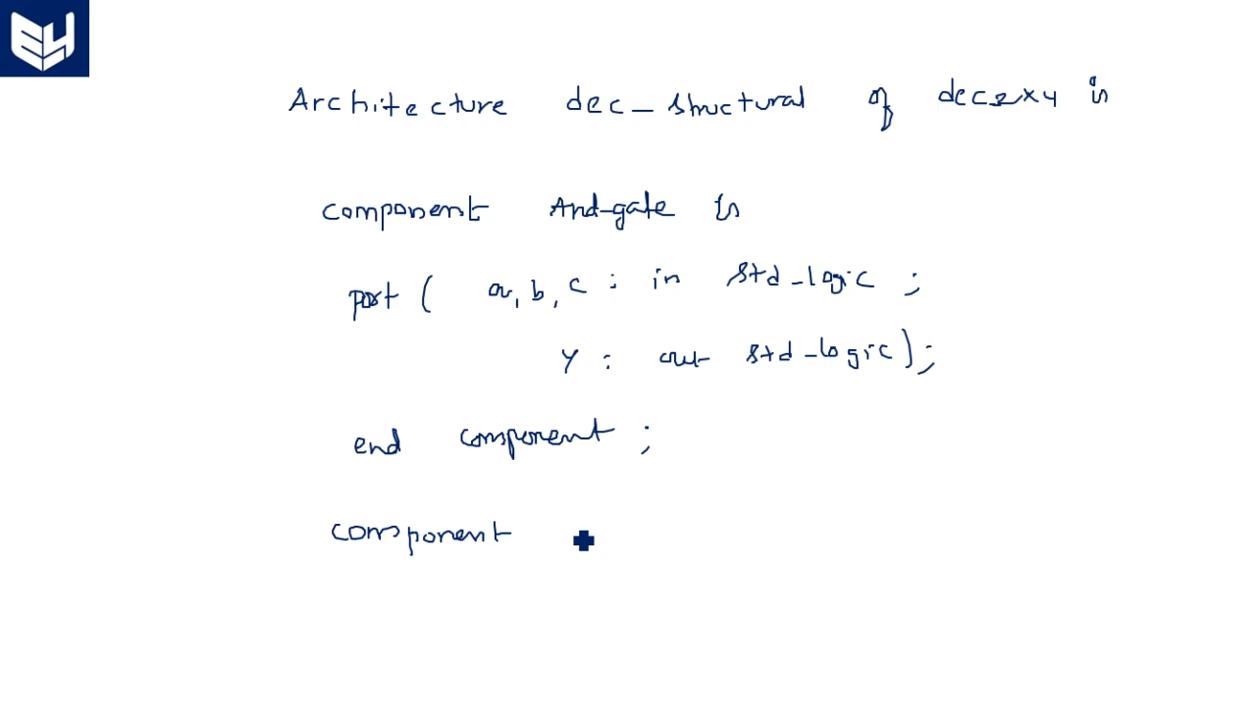 Architecture dec_structural of dec2x4 is
component And-gate is
port ( a, b, c : in std_logic ;
Y : out std_logic ) ;
end component ;
component